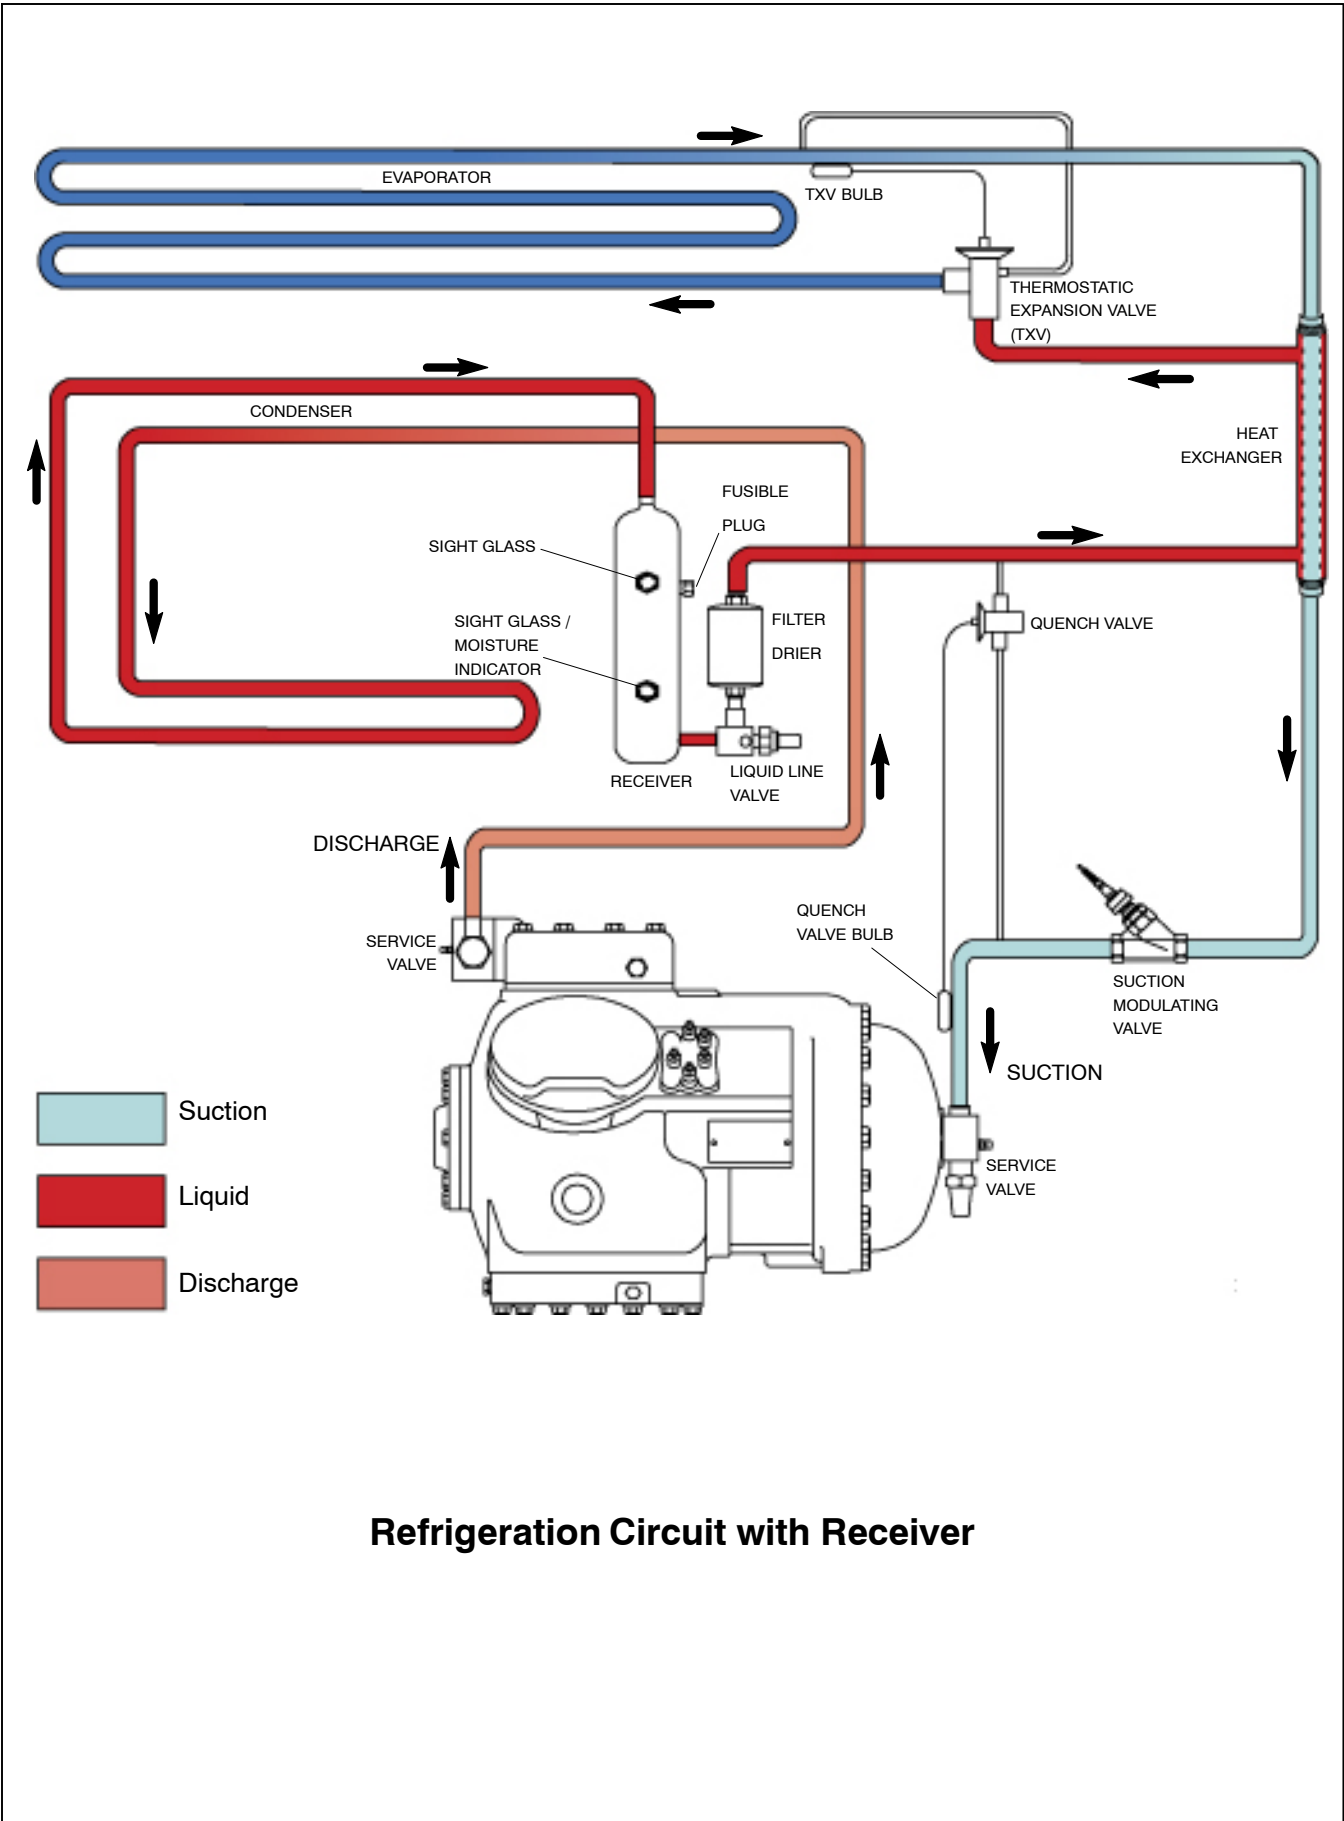 EVAPORATOR
TXV BULB
THERMOSTATIC
EXPANSION VALVE
(TXV)
CONDENSER
HEAT
EXCHANGER
FUSIBLE
PLUG
SIGHT GLASS
SIGHT GLASS /
MOISTURE
INDICATOR
FILTER
DRIER
QUENCH VALVE
RECEIVER
LIQUID LINE
VALVE
DISCHARGE
SERVICE
VALVE
QUENCH
VALVE BULB
SUCTION
MODULATING
VALVE
SUCTION
SERVICE
VALVE
Suction
Liquid
Discharge
Refrigeration Circuit with Receiver